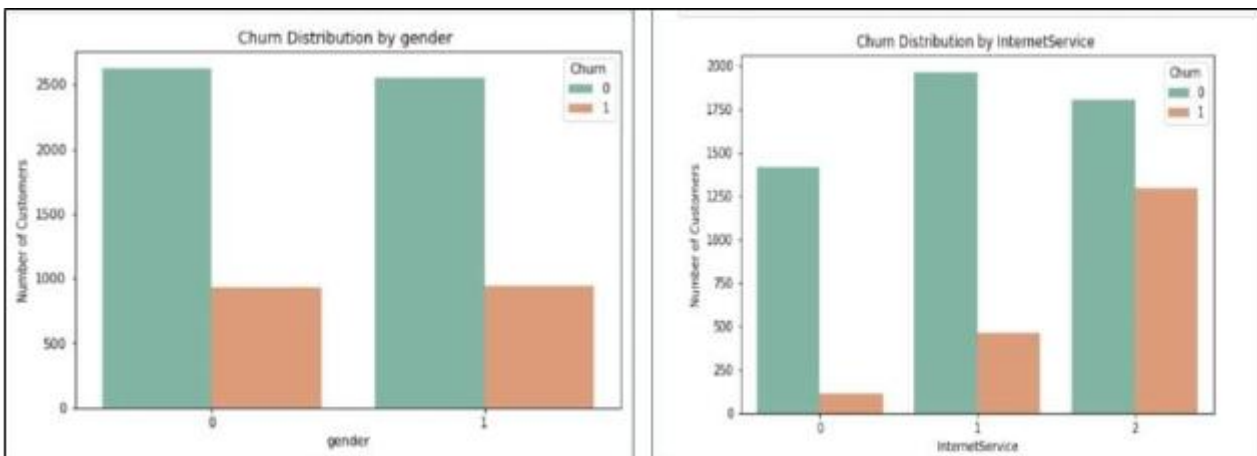 Churn Distribution by gender
Churn
0
1
2500
2000
1500
1000
500
0
Number of Customers
0 1
gender
Churn Distribution by InternetService
Churn
0
1
2000
1750
1500
1250
1000
750
500
250
0
Number of Customers
0 1 2
InternetService